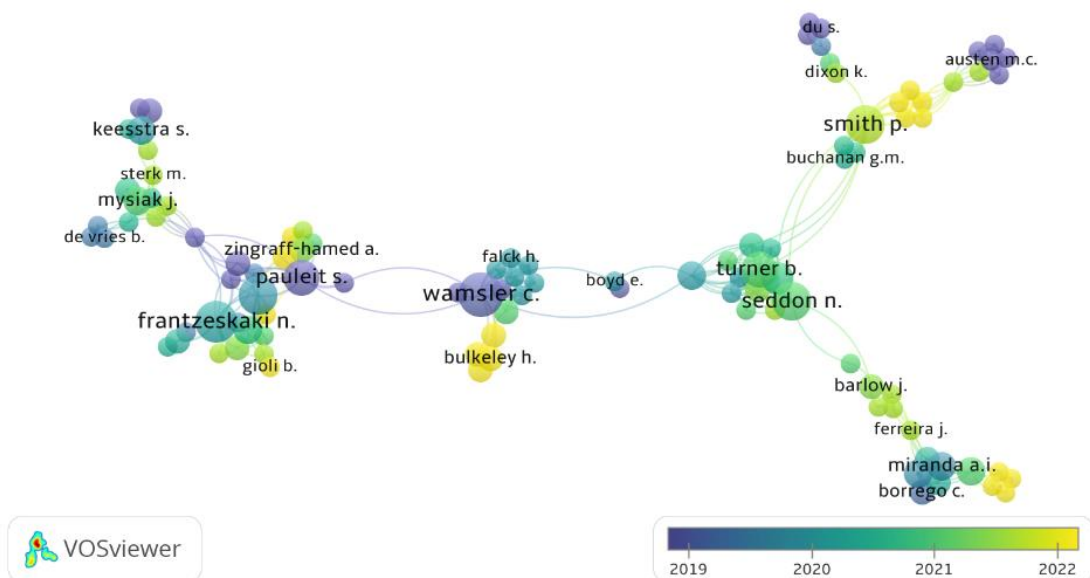 du s.
dixon k.
austen m.c.
smith p.
buchanan g.m.
keesstra s.
sterk m.
mysiak j.
de vries b.
zingraff-hamed a.
pauleit s.
frantzeskaki n.
gioli b.
falck h.
wamsler c.
boyd e.
bulkeley h.
turner b.
seddon n.
barlow j.
ferreira j.
miranda a.i.
borrego c.
VOSviewer
2019 2020 2021 2022